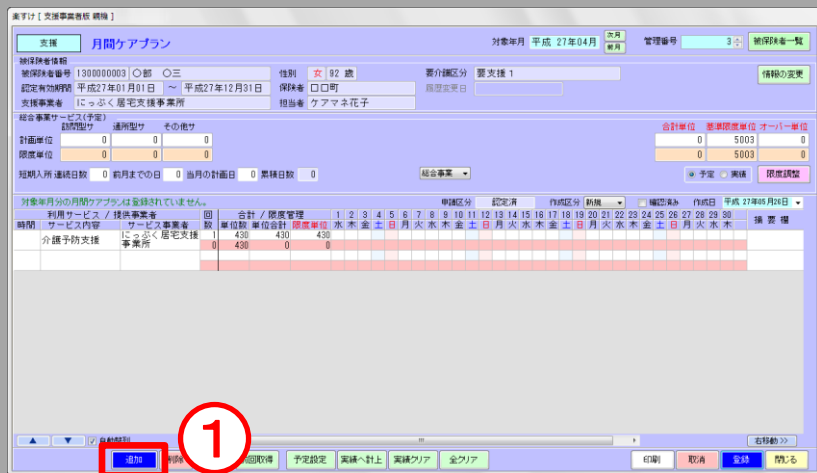 楽すけ [ 支援事業者版 親機 ]
支援 月間ケアプラン 対象年月 平成 27年04月 次月 前月 管理番号 3 被保険者一覧
被保険者情報
被保険者番号 1300000003 〇部 〇三 性別 女 92 歳 要介護区分 要支援1 情報の変更
認定有効期間 平成27年01月01日 ～ 平成27年12月31日 保険者 口口町 履歴変更日
支援事業者 にっぷく居宅支援事業所 担当者 ケアマネ花子
総合事業サービス(予定)
訪問型サ 通所型サ その他サ 合計単位 基準限度単位 オーバー単位
計画単位 0 0 0 0 5003 0
限度単位 0 0 0 0 5003 0
短期入所 連続日数 0 前月までの日 0 当月の計画日 0 累積日数 0 総合事業 予定 実績 限度調整
対象年月分の月間ケアプランは登録されていません。 申請区分 認定済 作成区分 新規 確認済み 作成日 平成 27年05月26日
利用サービス / 提供事業者 回 合計 / 限度管理 1 2 3 4 5 6 7 8 9 10 11 12 13 14 15 16 17 18 19 20 21 22 23 24 25 26 27 28 29 30 摘要欄
時間 サービス内容 サービス事業者 数 単位数 単位合計 限度単位 水 木 金 土 日 月 火 水 木 金 土 日 月 火 水 木 金 土 日 月 火 水 木 金 土 日 月 火 水 木
介護予防支援 にっぷく居宅支援 1 430 430 430
事業所 0 430 0 0
▲ ▼ 自動整列 右移動 >>
① 追加 削除 回取得 予定設定 実績へ計上 実績クリア 全クリア 印刷 取消 登録 閉じる